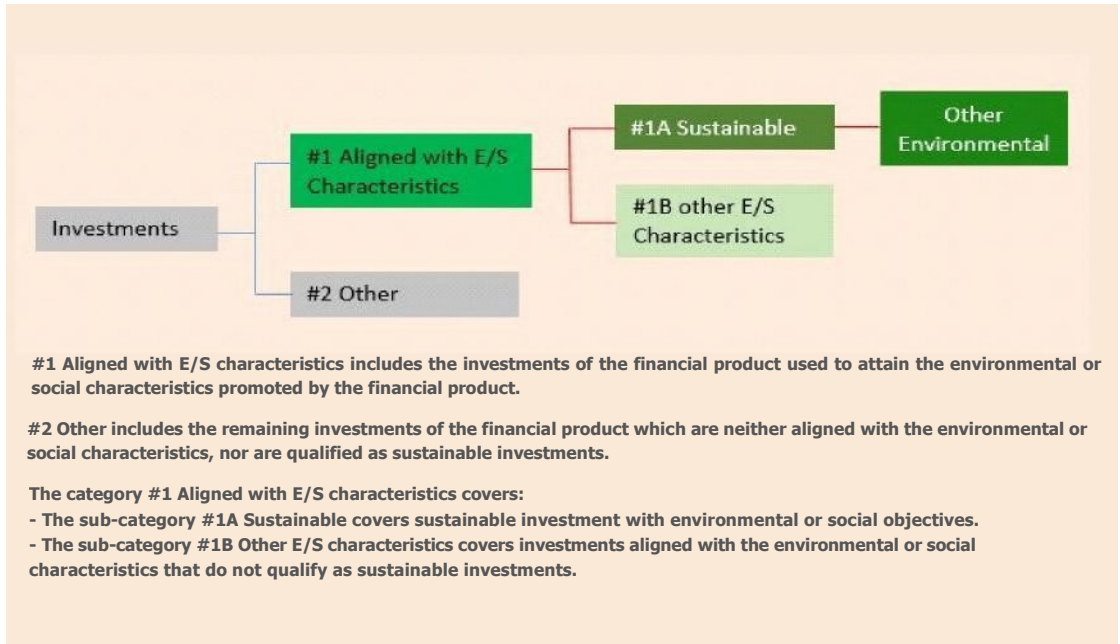 Other
Environmental
#1A Sustainable
#1 Aligned with E/S
Characteristics
#1B other E/S
Characteristics
Investments
#2 Other
#1 Aligned with E/S characteristics includes the investments of the financial product used to attain the environmental or
social characteristics promoted by the financial product.
#2 Other includes the remaining investments of the financial product which are neither aligned with the environmental or
social characteristics, nor are qualified as sustainable investments.
The category #1 Aligned with E/S characteristics covers:
- The sub-category #1A Sustainable covers sustainable investment with environmental or social objectives.
- The sub-category #1B Other E/S characteristics covers investments aligned with the environmental or social
characteristics that do not qualify as sustainable investments.